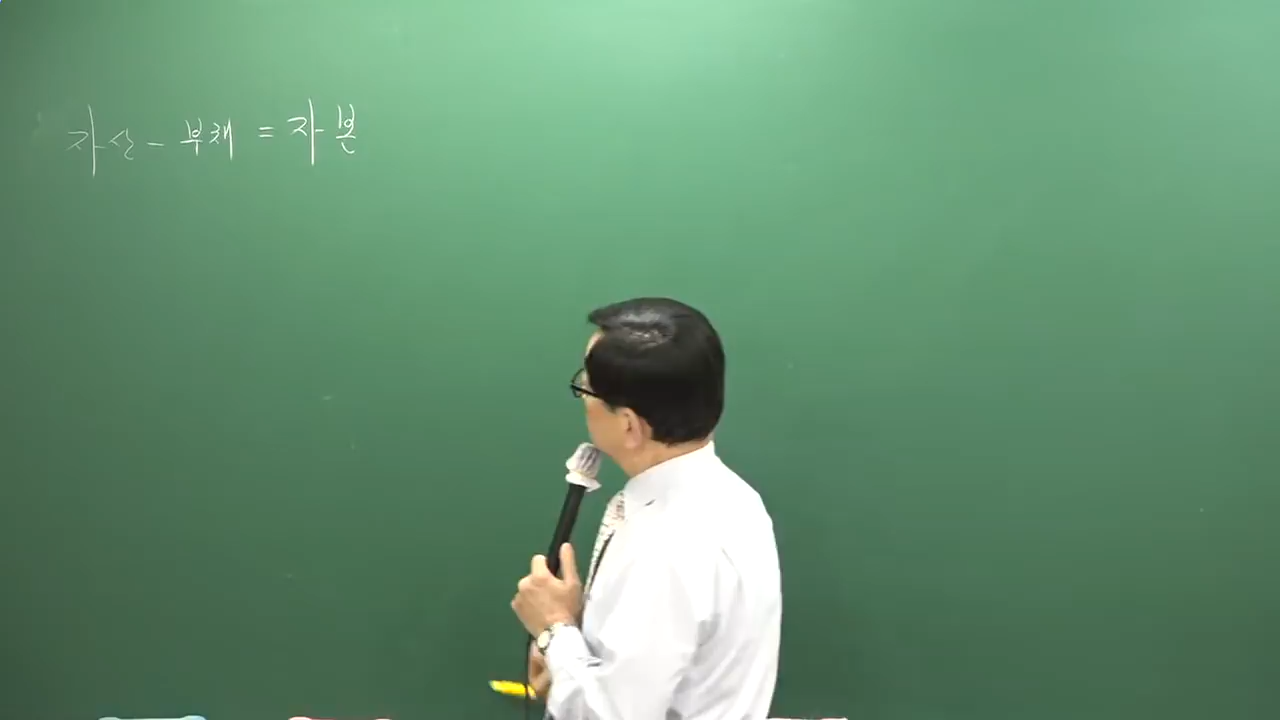 자산 - 부채 = 자본